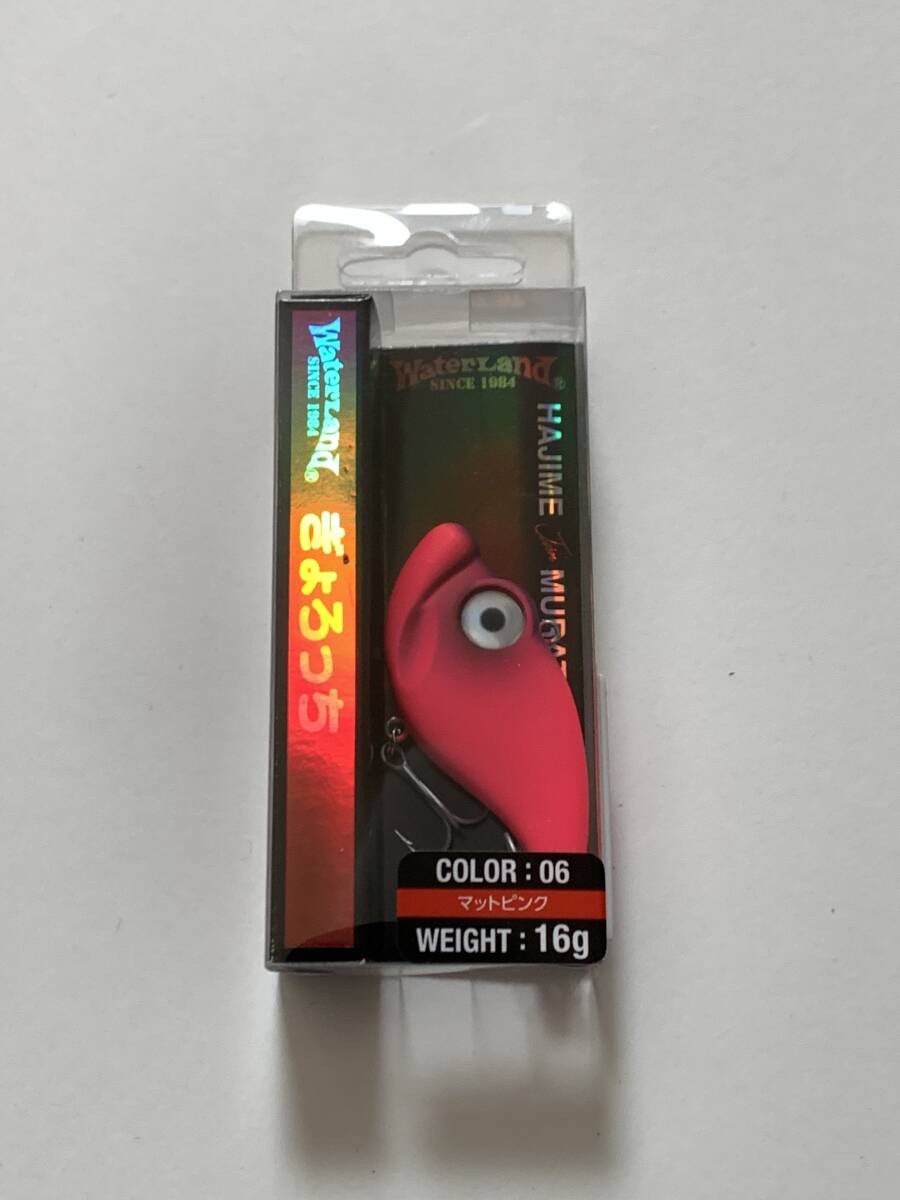 WaterLand®
SINCE 1984
ぎょろっち
WaterLand®
SINCE 1984
HAJIME Jim
COLOR : 06
マットピンク
WEIGHT : 16g